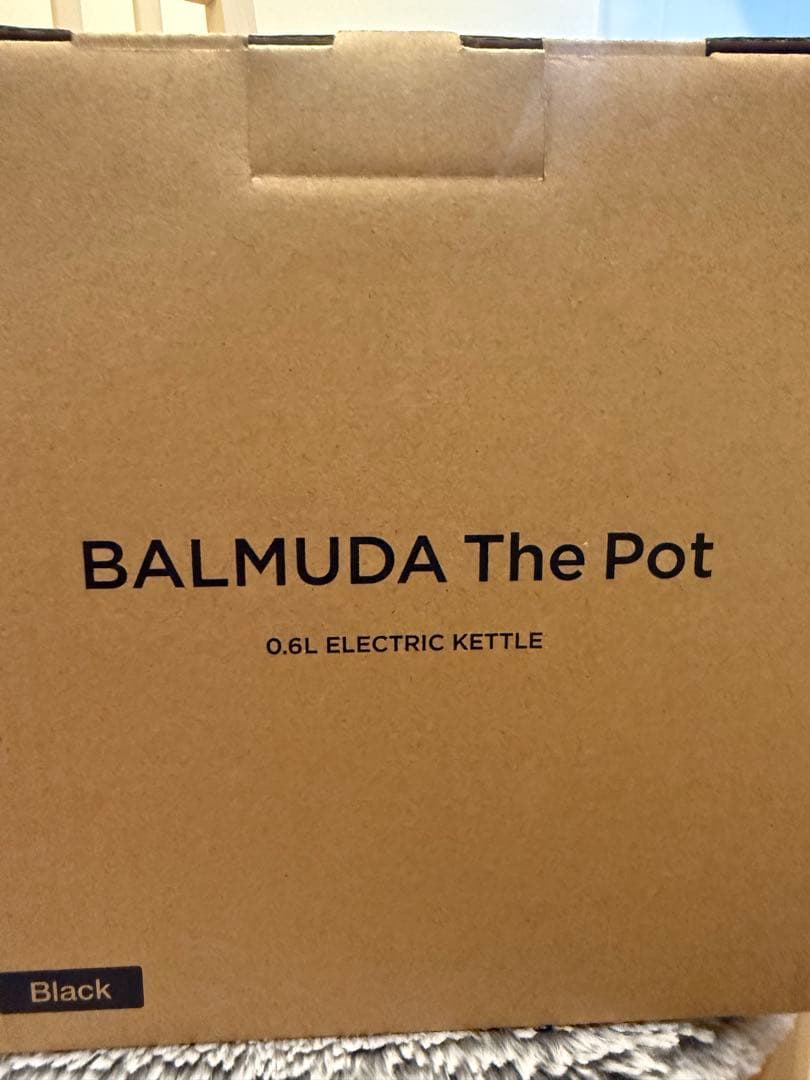 BALMUDA The Pot
0.6L ELECTRIC KETTLE
Black